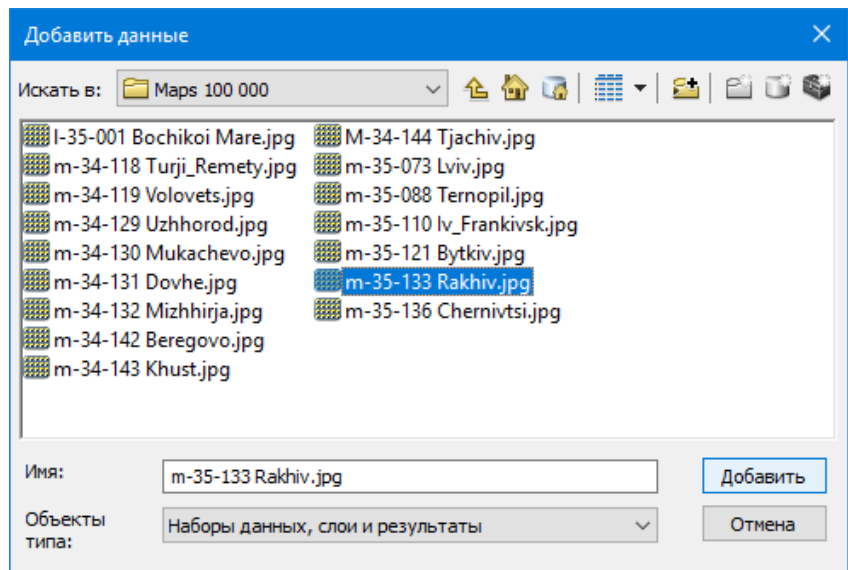 Добавить данные
Искать в: Maps 100 000
l-35-001 Bochikoi Mare.jpg
m-34-118 Turji_Remety.jpg
m-34-119 Volovets.jpg
m-34-129 Uzhhorod.jpg
m-34-130 Mukachevo.jpg
m-34-131 Dovhe.jpg
m-34-132 Mizhhirja.jpg
m-34-142 Beregovo.jpg
m-34-143 Khust.jpg
M-34-144 Tjachiv.jpg
m-35-073 Lviv.jpg
m-35-088 Ternopil.jpg
m-35-110 Iv_Frankivsk.jpg
m-35-121 Bytkiv.jpg
m-35-133 Rakhiv.jpg
m-35-136 Chernivtsi.jpg
Имя: m-35-133 Rakhiv.jpg Добавить
Объекты
типа: Наборы данных, слои и результаты Отмена